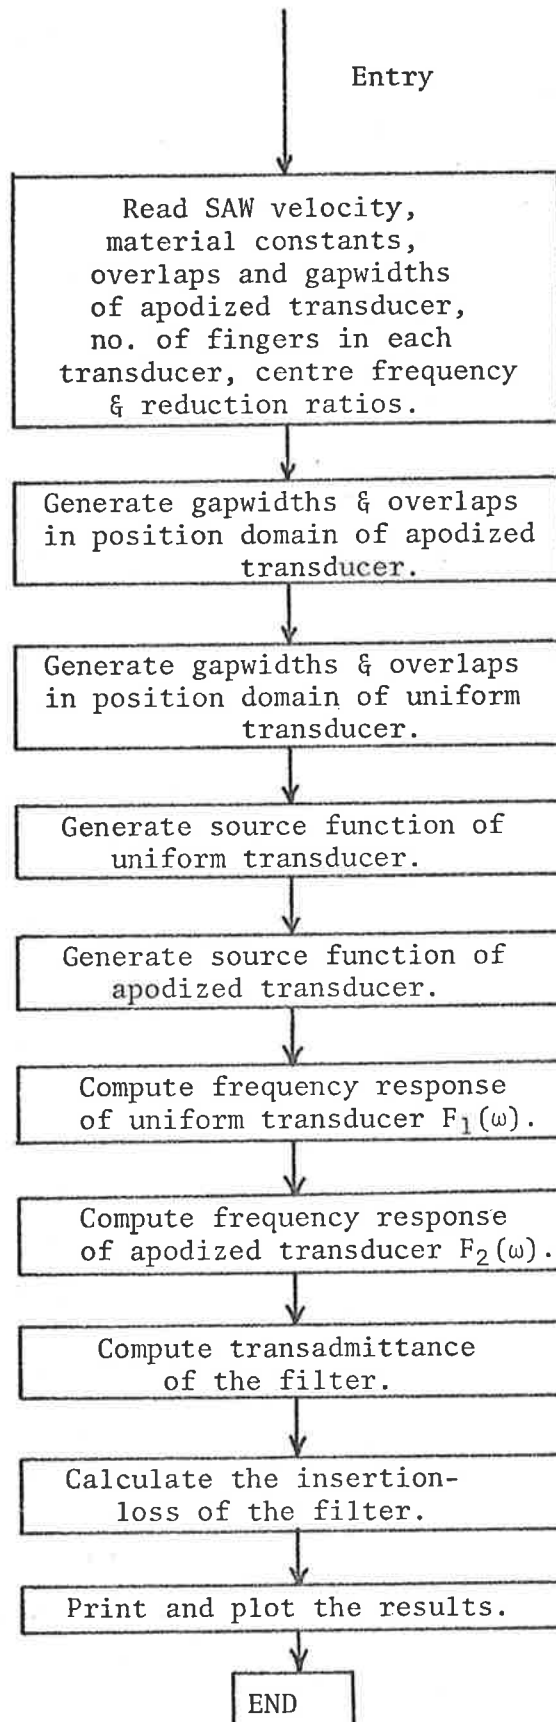 Entry
Read SAW velocity,
material constants,
overlaps and gapwidths
of apodized transducer,
no. of fingers in each
transducer, centre frequency
& reduction ratios.
Generate gapwidths & overlaps
in position domain of apodized
transducer.
Generate gapwidths & overlaps
in position domain of uniform
transducer.
Generate source function of
uniform transducer.
Generate source function of
apodized transducer.
Compute frequency response
of uniform transducer F₁(ω).
Compute frequency response
of apodized transducer F₂(ω).
Compute transadmittance
of the filter.
Calculate the insertion-
loss of the filter.
Print and plot the results.
END